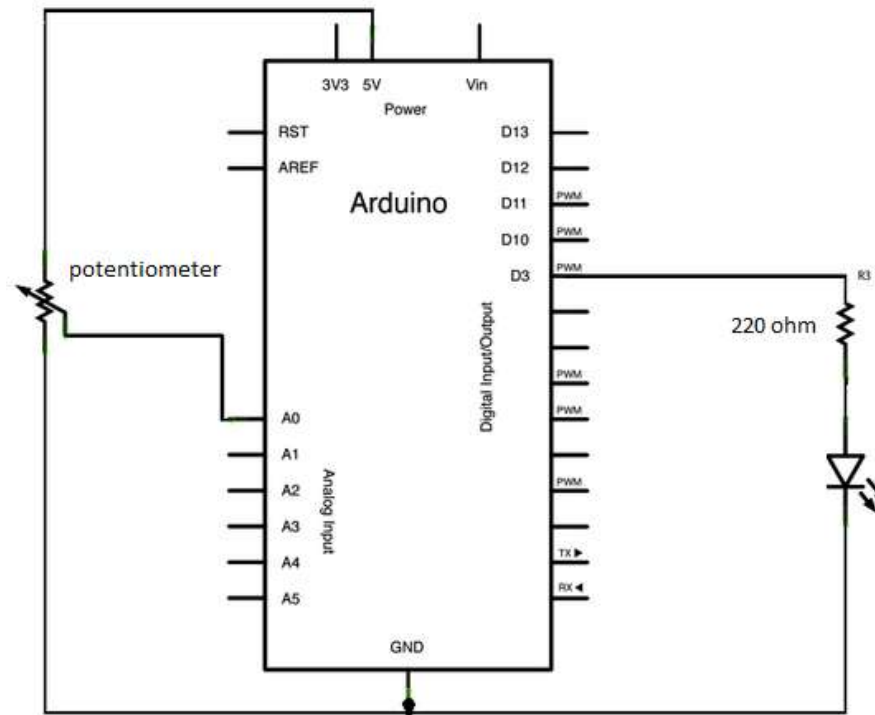 3V3 5V Vin
Power
RST D13
AREF D12
Arduino
D11 PWM
D10 PWM
D3 PWM R3
potentiometer
220 ohm
Digital Input/Output
PWM
A0 PWM
A1
A2 PWM
A3
Analog Input
A4 TX
A5 RX
GND